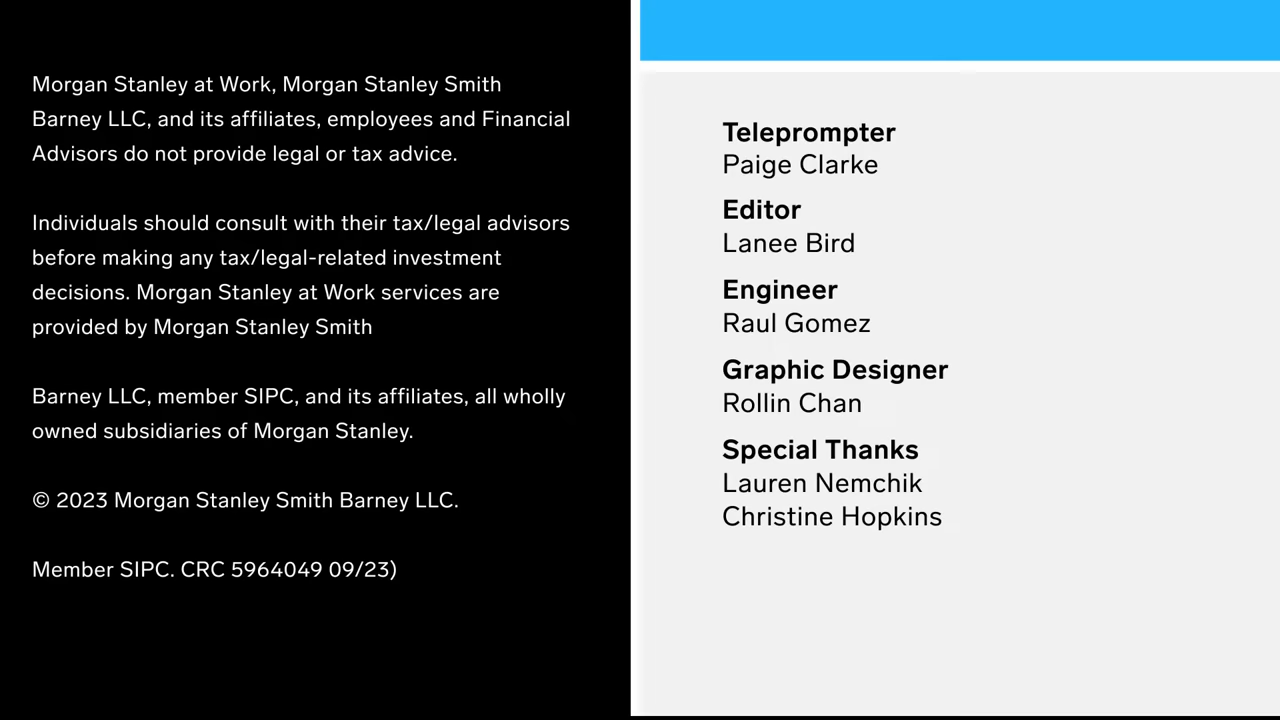 Morgan Stanley at Work, Morgan Stanley Smith
Barney LLC, and its affiliates, employees and Financial
Advisors do not provide legal or tax advice.
Individuals should consult with their tax/legal advisors
before making any tax/legal-related investment
decisions. Morgan Stanley at Work services are
provided by Morgan Stanley Smith
Barney LLC, member SIPC, and its affiliates, all wholly
owned subsidiaries of Morgan Stanley.
© 2023 Morgan Stanley Smith Barney LLC.
Member SIPC. CRC 5964049 09/23)
Teleprompter
Paige Clarke
Editor
Lanee Bird
Engineer
Raul Gomez
Graphic Designer
Rollin Chan
Special Thanks
Lauren Nemchik
Christine Hopkins